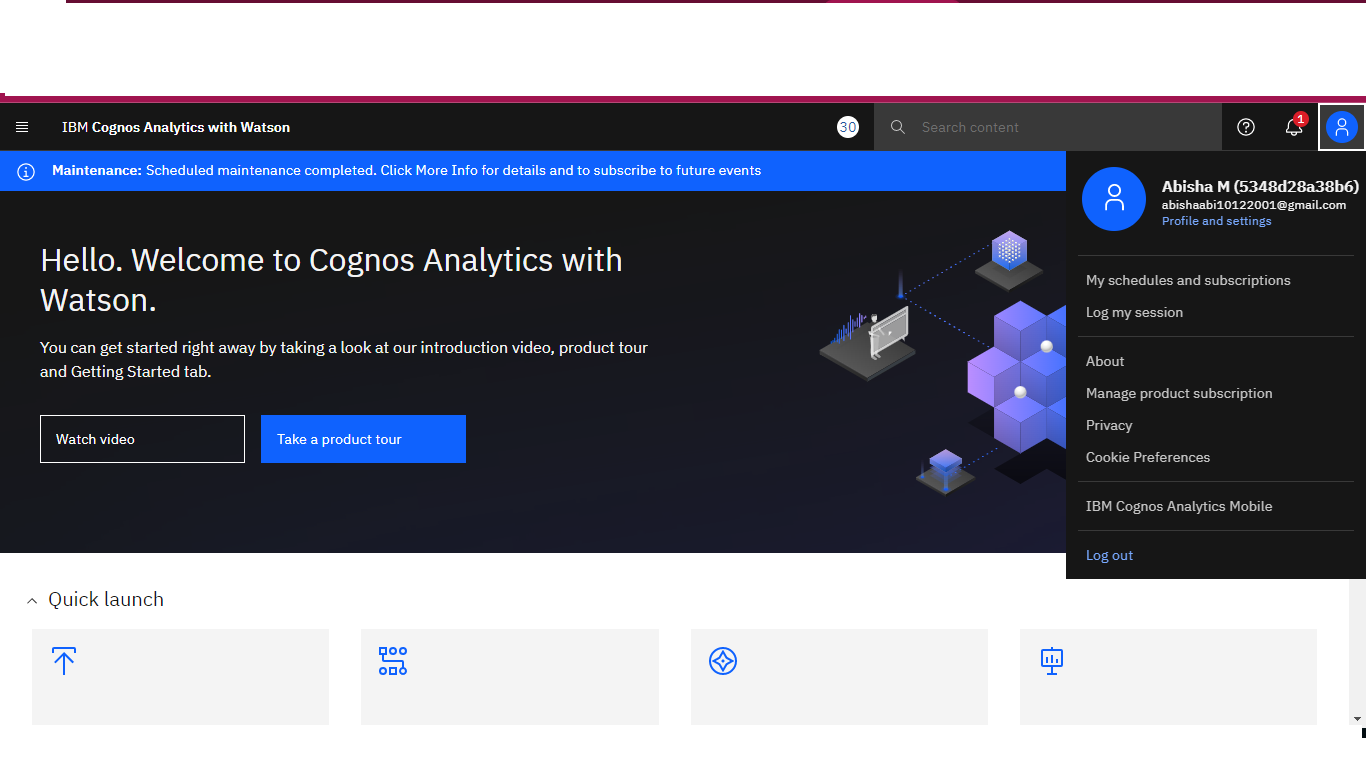 IBM Cognos Analytics with Watson
30
Search content
1
Maintenance: Scheduled maintenance completed. Click More Info for details and to subscribe to future events
Abisha M (5348d28a38b6)
abishaabi10122001@gmail.com
Profile and settings
My schedules and subscriptions
Log my session
About
Manage product subscription
Privacy
Cookie Preferences
IBM Cognos Analytics Mobile
Log out
Hello. Welcome to Cognos Analytics with
Watson.
You can get started right away by taking a look at our introduction video, product tour
and Getting Started tab.
Watch video
Take a product tour
Quick launch